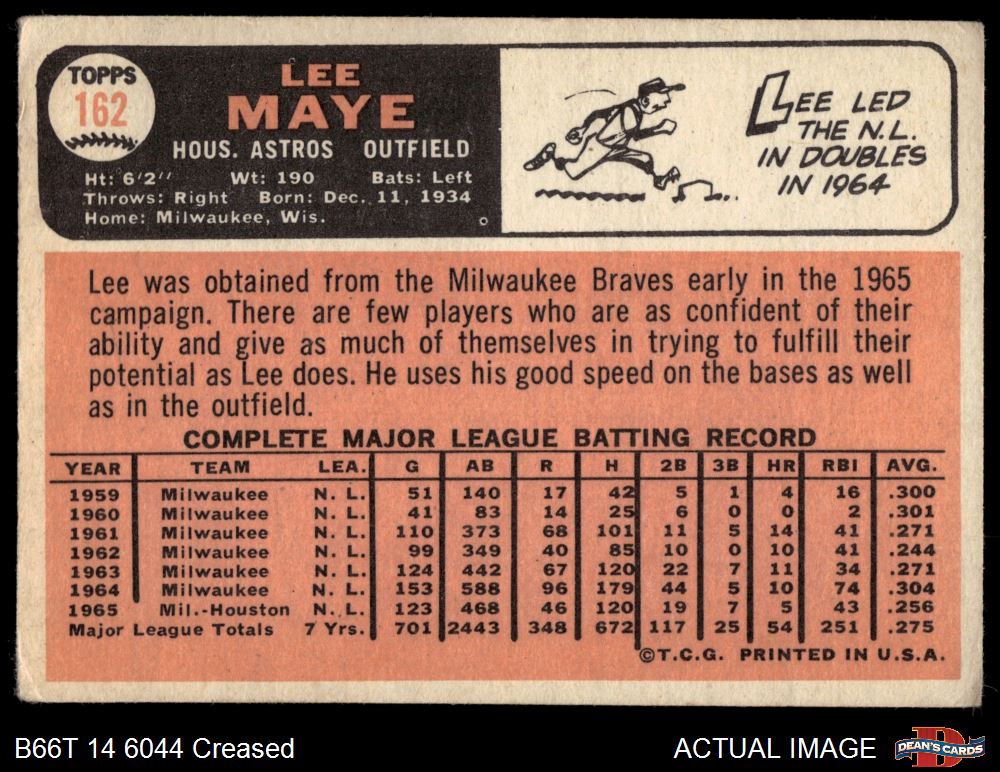 TOPPS
162
LEE
MAYE
HOUS. ASTROS OUTFIELD
Ht: 6'2" Wt: 190 Bats: Left
Throws: Right Born: Dec. 11, 1934
Home: Milwaukee, Wis.
LEE LED
THE N.L.
IN DOUBLES
IN 1964
Lee was obtained from the Milwaukee Braves early in the 1965
campaign. There are few players who are as confident of their
ability and give as much of themselves in trying to fulfill their
potential as Lee does. He uses his good speed on the bases as well
as in the outfield.
COMPLETE MAJOR LEAGUE BATTING RECORD
YEAR TEAM LEA. G AB R H 2B 3B HR RBI AVG.
1959 Milwaukee N. L. 51 140 17 42 5 1 4 16 .300
1960 Milwaukee N. L. 41 83 14 25 6 0 0 2 .301
1961 Milwaukee N. L. 110 373 68 101 11 5 14 41 .271
1962 Milwaukee N. L. 99 349 40 85 10 0 10 41 .244
1963 Milwaukee N. L. 124 442 67 120 22 7 11 34 .271
1964 Milwaukee N. L. 153 588 96 179 44 5 10 74 .304
1965 Mil.-Houston N. L. 123 468 46 120 19 7 5 43 .256
Major League Totals 7 Yrs. 701 2443 348 672 117 25 54 251 .275
©T.C.G. PRINTED IN U.S.A.
B66T 14 6044 Creased ACTUAL IMAGE
DEAN'S CARDS